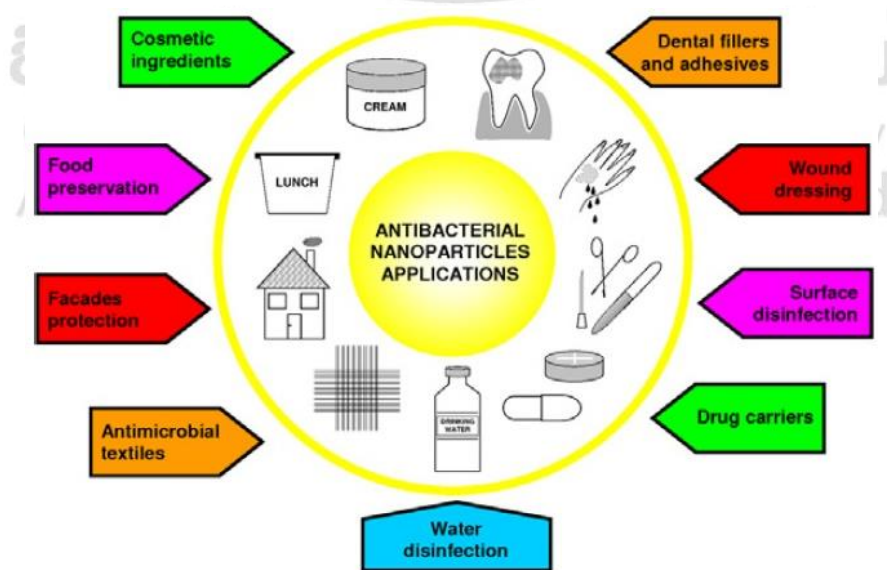 Cosmetic
ingredients
Dental fillers
and adhesives
CREAM
Food
preservation
LUNCH
Wound
dressing
ANTIBACTERIAL
NANOPARTICLES
APPLICATIONS
Facades
protection
Surface
disinfection
Antimicrobial
textiles
DRINKING
WATER
Drug carriers
Water
disinfection